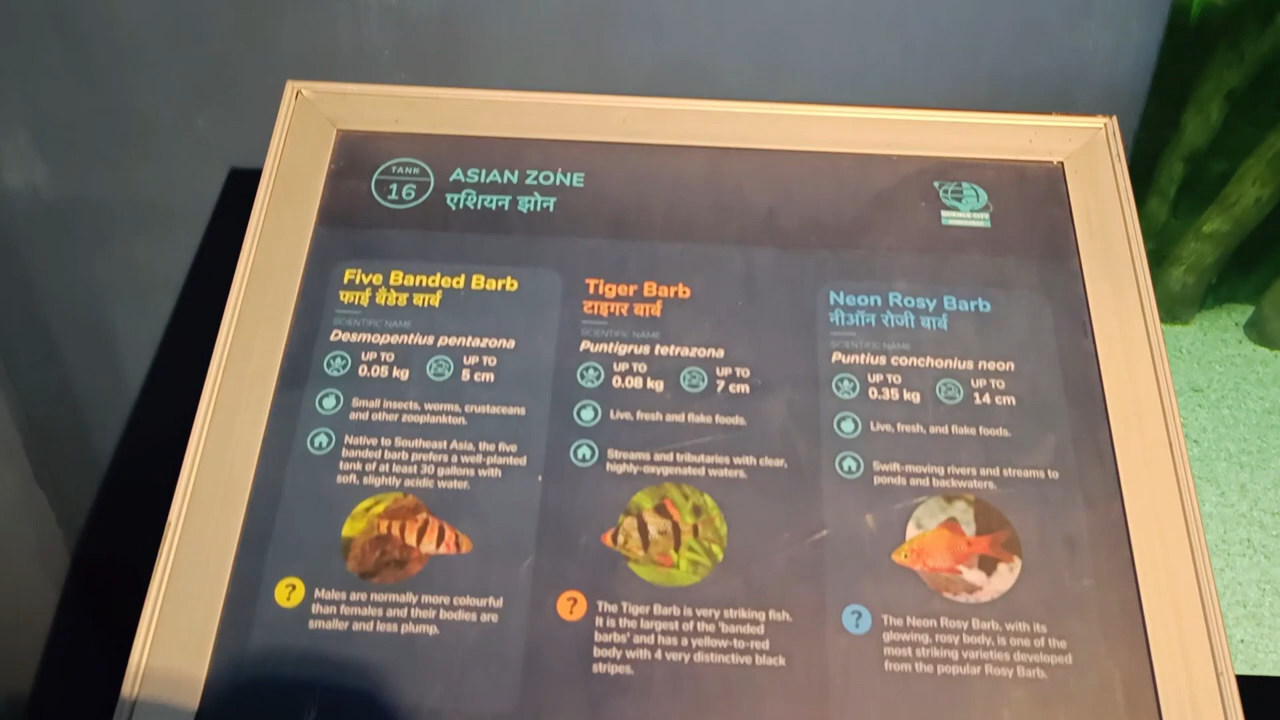 TANK
16
ASIAN ZONE
एशियन झोन
SCIENCE CITY
Five Banded Barb
फाई बँडेड बार्ब
SCIENTIFIC NAME
Desmopentius pentazona
UP TO
0.05 kg
UP TO
5 cm
Small insects, worms, crustaceans
and other zooplankton.
Native to Southeast Asia, the five
banded barb prefers a well-planted
tank of at least 30 gallons with
soft, slightly acidic water.
?
Males are normally more colourful
than females and their bodies are
smaller and less plump.
Tiger Barb
टाइगर बार्ब
SCIENTIFIC NAME
Puntigrus tetrazona
UP TO
0.08 kg
UP TO
7 cm
Live, fresh and flake foods.
Streams and tributaries with clear,
highly-oxygenated waters.
?
The Tiger Barb is very striking fish.
It is the largest of the 'banded
barbs' and has a yellow-to-red
body with 4 very distinctive black
stripes.
Neon Rosy Barb
नीऑन रोजी बार्ब
SCIENTIFIC NAME
Puntius conchonius neon
UP TO
0.35 kg
UP TO
14 cm
Live, fresh, and flake foods.
Swift-moving rivers and streams to
ponds and backwaters.
?
The Neon Rosy Barb, with its
glowing, rosy body, is one of the
most striking varieties developed
from the popular Rosy Barb.